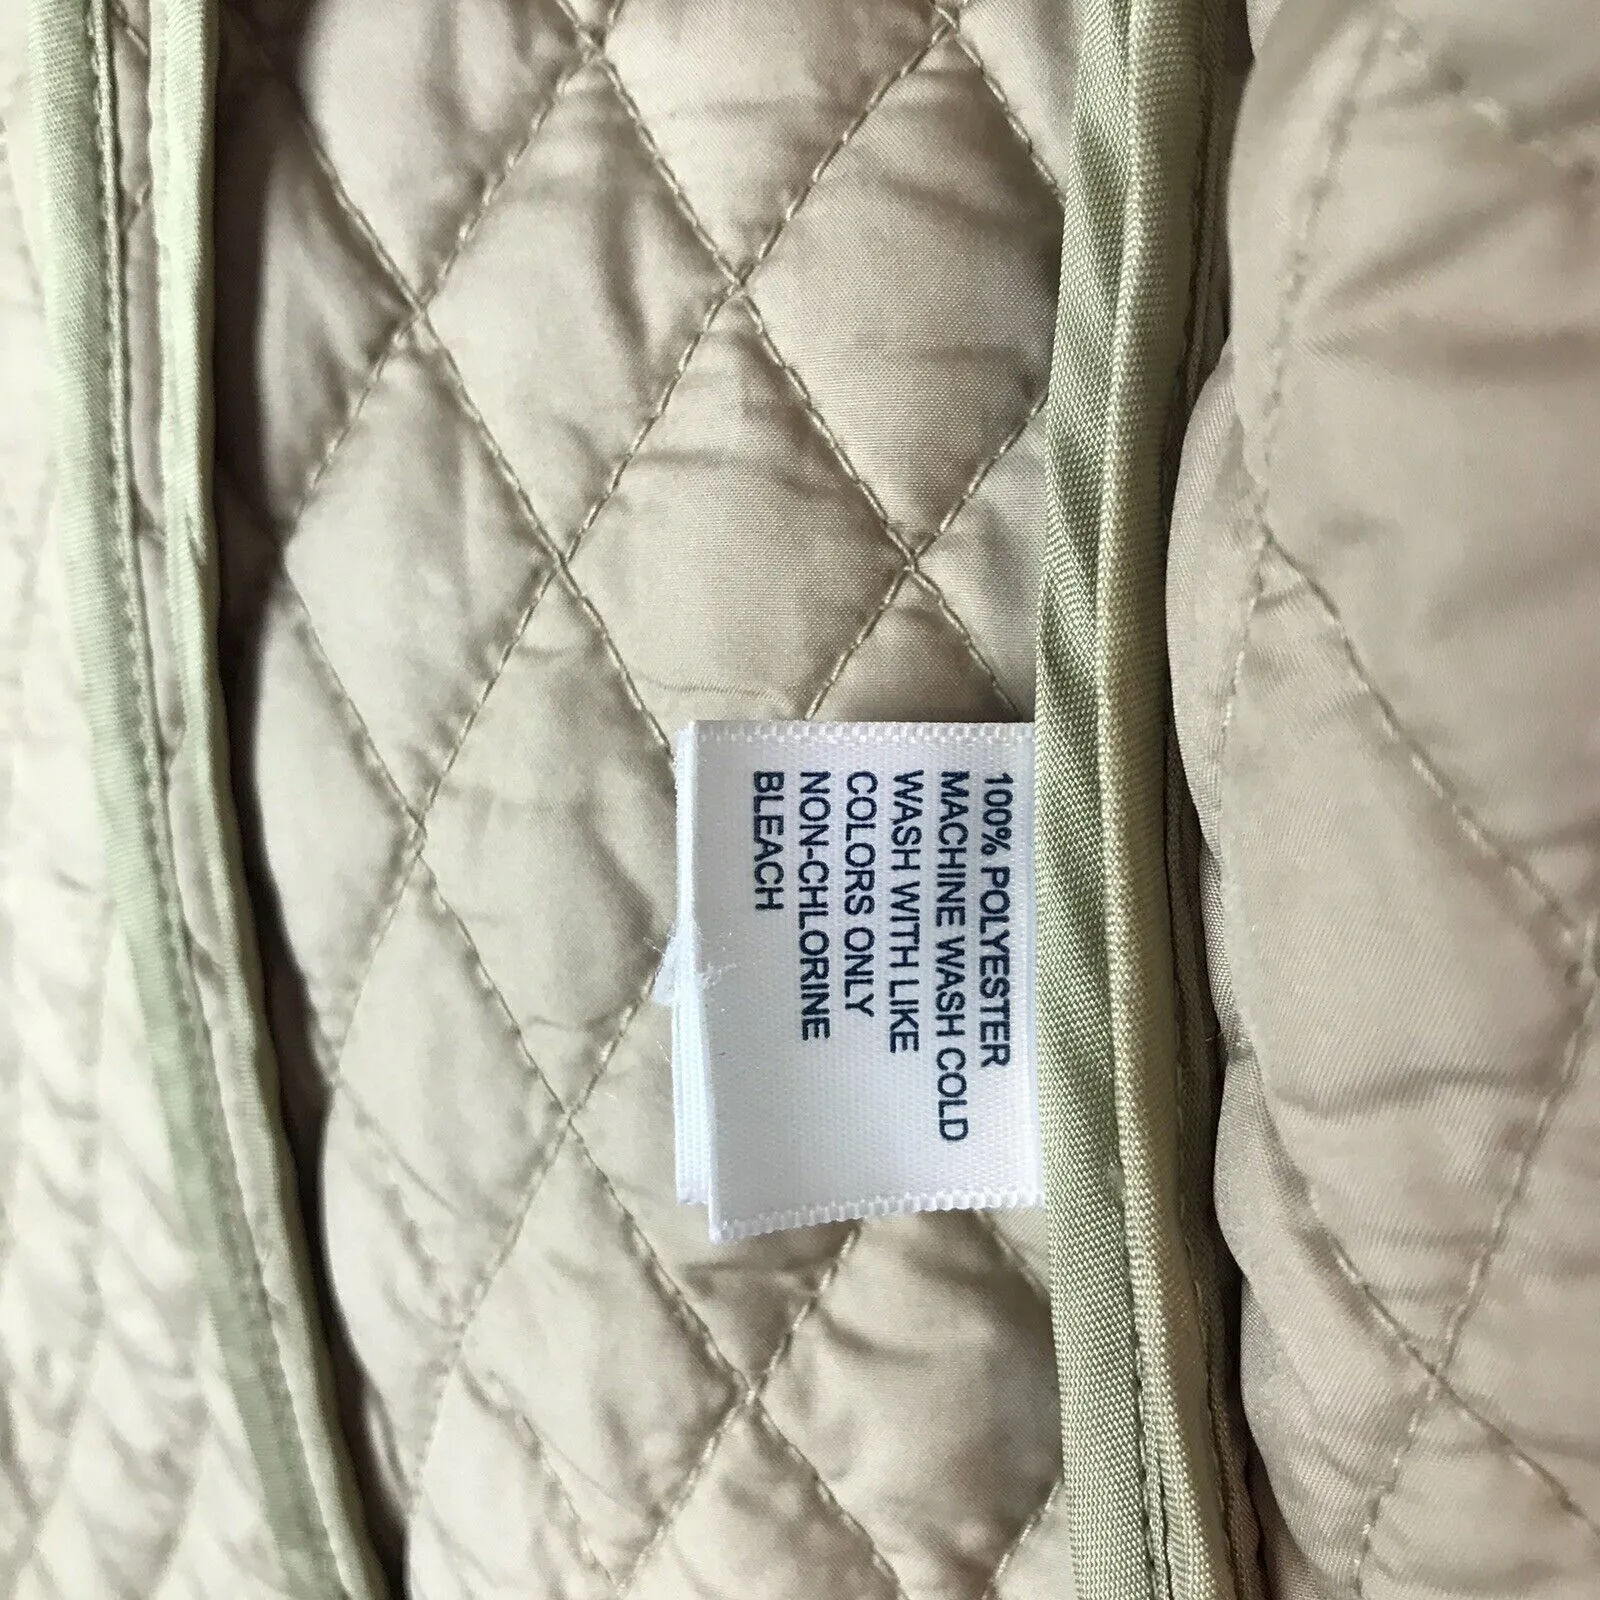 100% POLYESTER
MACHINE WASH COLD
WASH WITH LIKE
COLORS ONLY
NON-CHLORINE
BLEACH